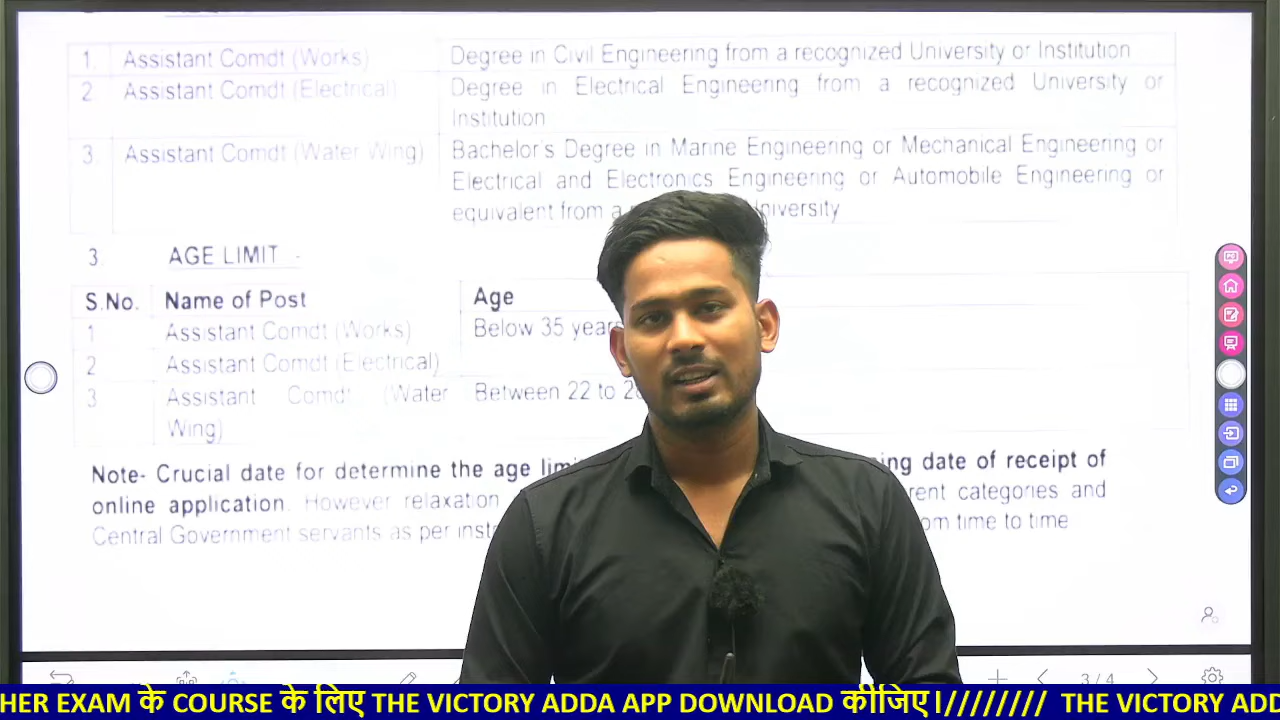 1. Assistant Comdt (Works) Degree in Civil Engineering from a recognized University or Institution
2. Assistant Comdt (Electrical) Degree in Electrical Engineering from a recognized University or
Institution
3. Assistant Comdt (Water Wing) Bachelor's Degree in Marine Engineering or Mechanical Engineering or
Electrical and Electronics Engineering or Automobile Engineering or
equivalent from a University
3. AGE LIMIT -
S.No. Name of Post Age
1 Assistant Comdt (Works) Below 35 years
2 Assistant Comdt (Electrical)
3 Assistant Comdt (Water Between 22 to
Wing)
Note- Crucial date for determine the age date of receipt of
online application. However relaxation categories and
Central Government servants as per time to time
3 / 4
HER EXAM के COURSE के लिए THE VICTORY ADDA APP DOWNLOAD कीजिए ।//////// THE VICTORY ADD